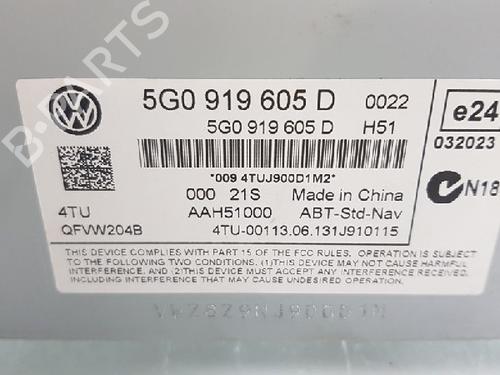 B-PARTS
5G0 919 605 D 0022
e24
5G0 919 605 D H51
032023
*009 4TUJ900D1M2*
N18
000 21S Made in China
4TU AAH51000 ABT-Std-Nav
QFVW204B 4TU-00113.06.131J910115
THIS DEVICE COMPLIES WITH PART 15 OF THE FCC RULES. OPERATION IS SUBJECT
TO THE FOLLOWING TWO CONDITIONS. (1)THIS DEVICE MAY NOT CAUSE HARMFUL
INTERFERENCE, AND (2)THIS DEVICE MUST ACCEPT ANY INTERFERENCE RECEIVED,
INCLUDING INTERFERENCE THAT MAY CAUSE UNDESIRED OPERATION